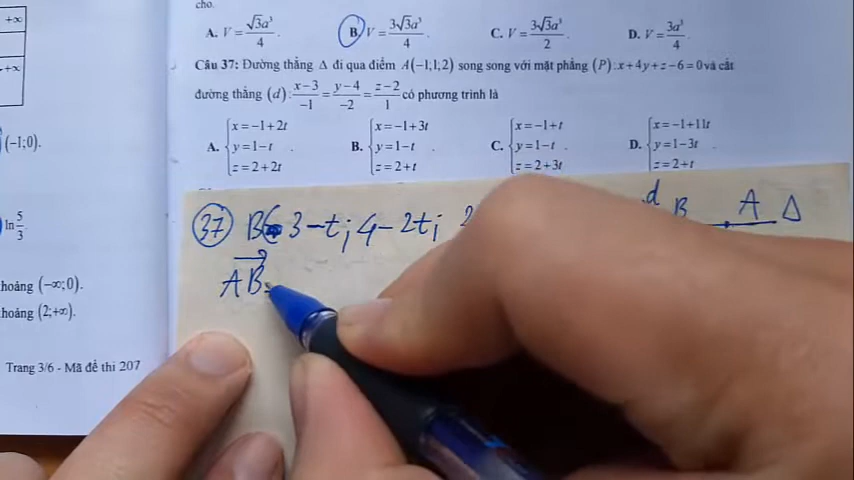 cho.
+∞
+∞
(−1;0).
ln 5/3.
hoảng (−∞;0).
hoảng (2;+∞).
Trang 3/6 - Mã đề thi 207
A. V = √3a³/4. B. V = 3√3a³/4. C. V = 3√3a³/2. D. V = 3a³/4.
Câu 37: Đường thẳng Δ đi qua điểm A(−1;1;2) song song với mặt phẳng (P): x+4y+z−6=0 và cắt
đường thẳng (d): (x−3)/−1 = (y−4)/−2 = (z−2)/1 có phương trình là
A. { x=−1+2t B. { x=−1+3t C. { x=−1+t D. { x=−1+11t
y=1−t . y=1−t . y=1−t . y=1−3t .
z=2+2t z=2+t z=2+3t z=2+t
d B A Δ
37 B( 3−t; 4−2t; 2
AB